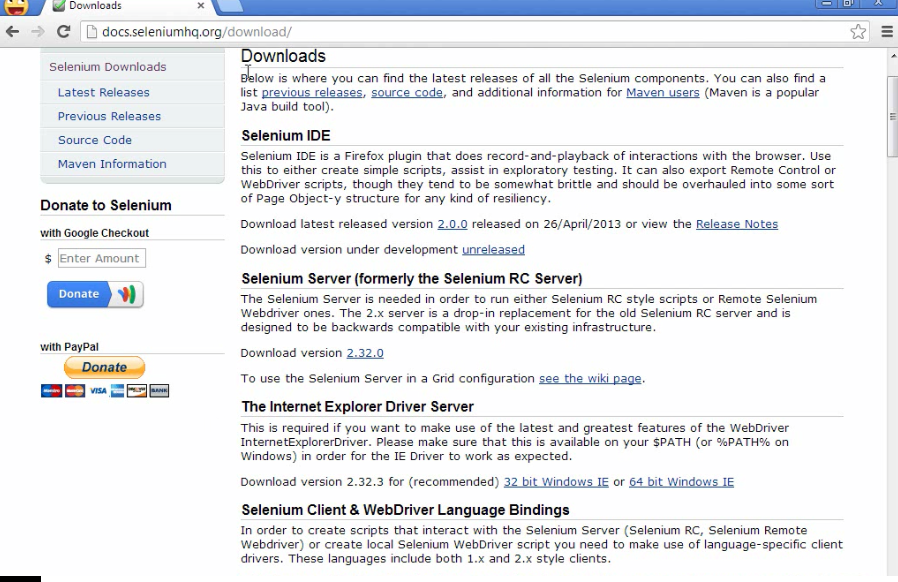 Downloads
docs.seleniumhq.org/download/
Selenium Downloads
Latest Releases
Previous Releases
Source Code
Maven Information
Donate to Selenium
with Google Checkout
$ Enter Amount
Donate
with PayPal
Donate
VISA
Downloads
Below is where you can find the latest releases of all the Selenium components. You can also find a
list previous releases, source code, and additional information for Maven users (Maven is a popular
Java build tool).
Selenium IDE
Selenium IDE is a Firefox plugin that does record-and-playback of interactions with the browser. Use
this to either create simple scripts, assist in exploratory testing. It can also export Remote Control or
WebDriver scripts, though they tend to be somewhat brittle and should be overhauled into some sort
of Page Object-y structure for any kind of resiliency.
Download latest released version 2.0.0 released on 26/April/2013 or view the Release Notes
Download version under development unreleased
Selenium Server (formerly the Selenium RC Server)
The Selenium Server is needed in order to run either Selenium RC style scripts or Remote Selenium
Webdriver ones. The 2.x server is a drop-in replacement for the old Selenium RC server and is
designed to be backwards compatible with your existing infrastructure.
Download version 2.32.0
To use the Selenium Server in a Grid configuration see the wiki page.
The Internet Explorer Driver Server
This is required if you want to make use of the latest and greatest features of the WebDriver
InternetExplorerDriver. Please make sure that this is available on your $PATH (or %PATH% on
Windows) in order for the IE Driver to work as expected.
Download version 2.32.3 for (recommended) 32 bit Windows IE or 64 bit Windows IE
Selenium Client & WebDriver Language Bindings
In order to create scripts that interact with the Selenium Server (Selenium RC, Selenium Remote
Webdriver) or create local Selenium WebDriver script you need to make use of language-specific client
drivers. These languages include both 1.x and 2.x style clients.